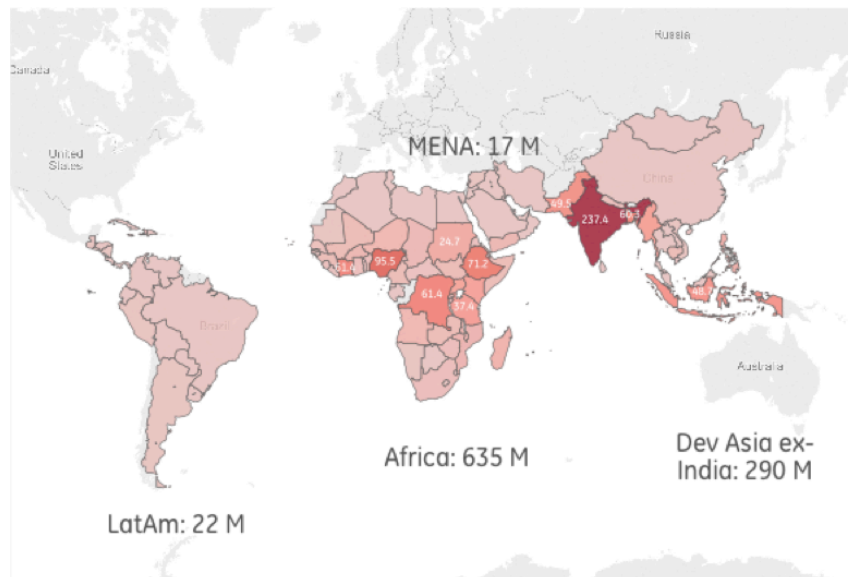 Russia
Canada
United
States
MENA: 17 M
China
49.5
237.4
60.3
24.7
95.5
71.2
61.4
37.4
Brazil
Australia
Africa: 635 M
Dev Asia ex-
India: 290 M
LatAm: 22 M